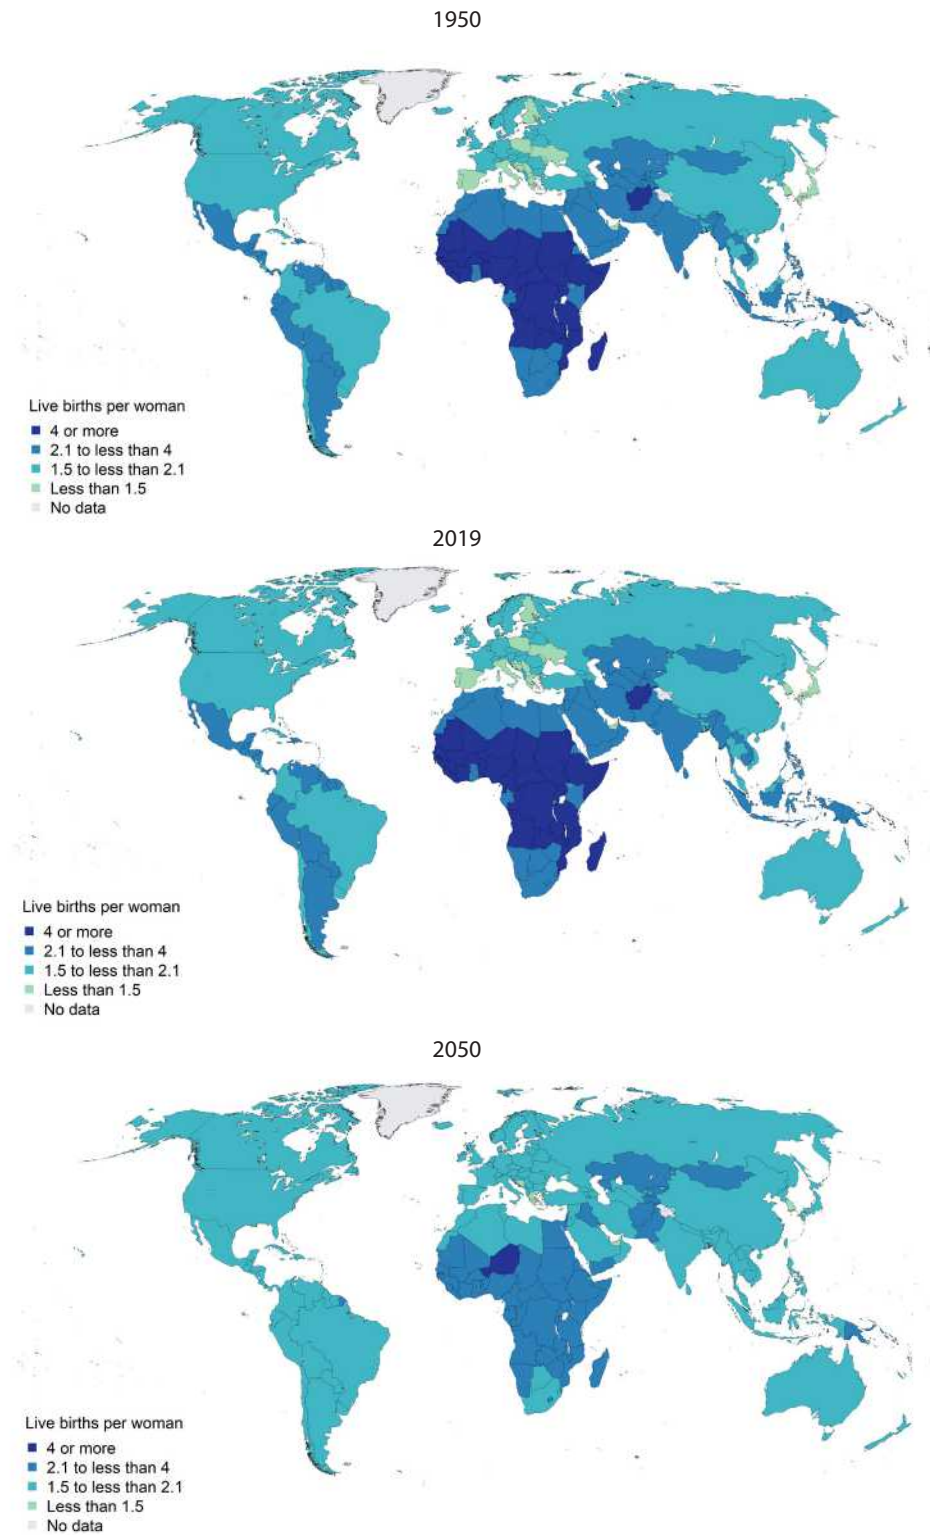 1950
Live births per woman
4 or more
2.1 to less than 4
1.5 to less than 2.1
Less than 1.5
No data
2019
Live births per woman
4 or more
2.1 to less than 4
1.5 to less than 2.1
Less than 1.5
No data
2050
Live births per woman
4 or more
2.1 to less than 4
1.5 to less than 2.1
Less than 1.5
No data